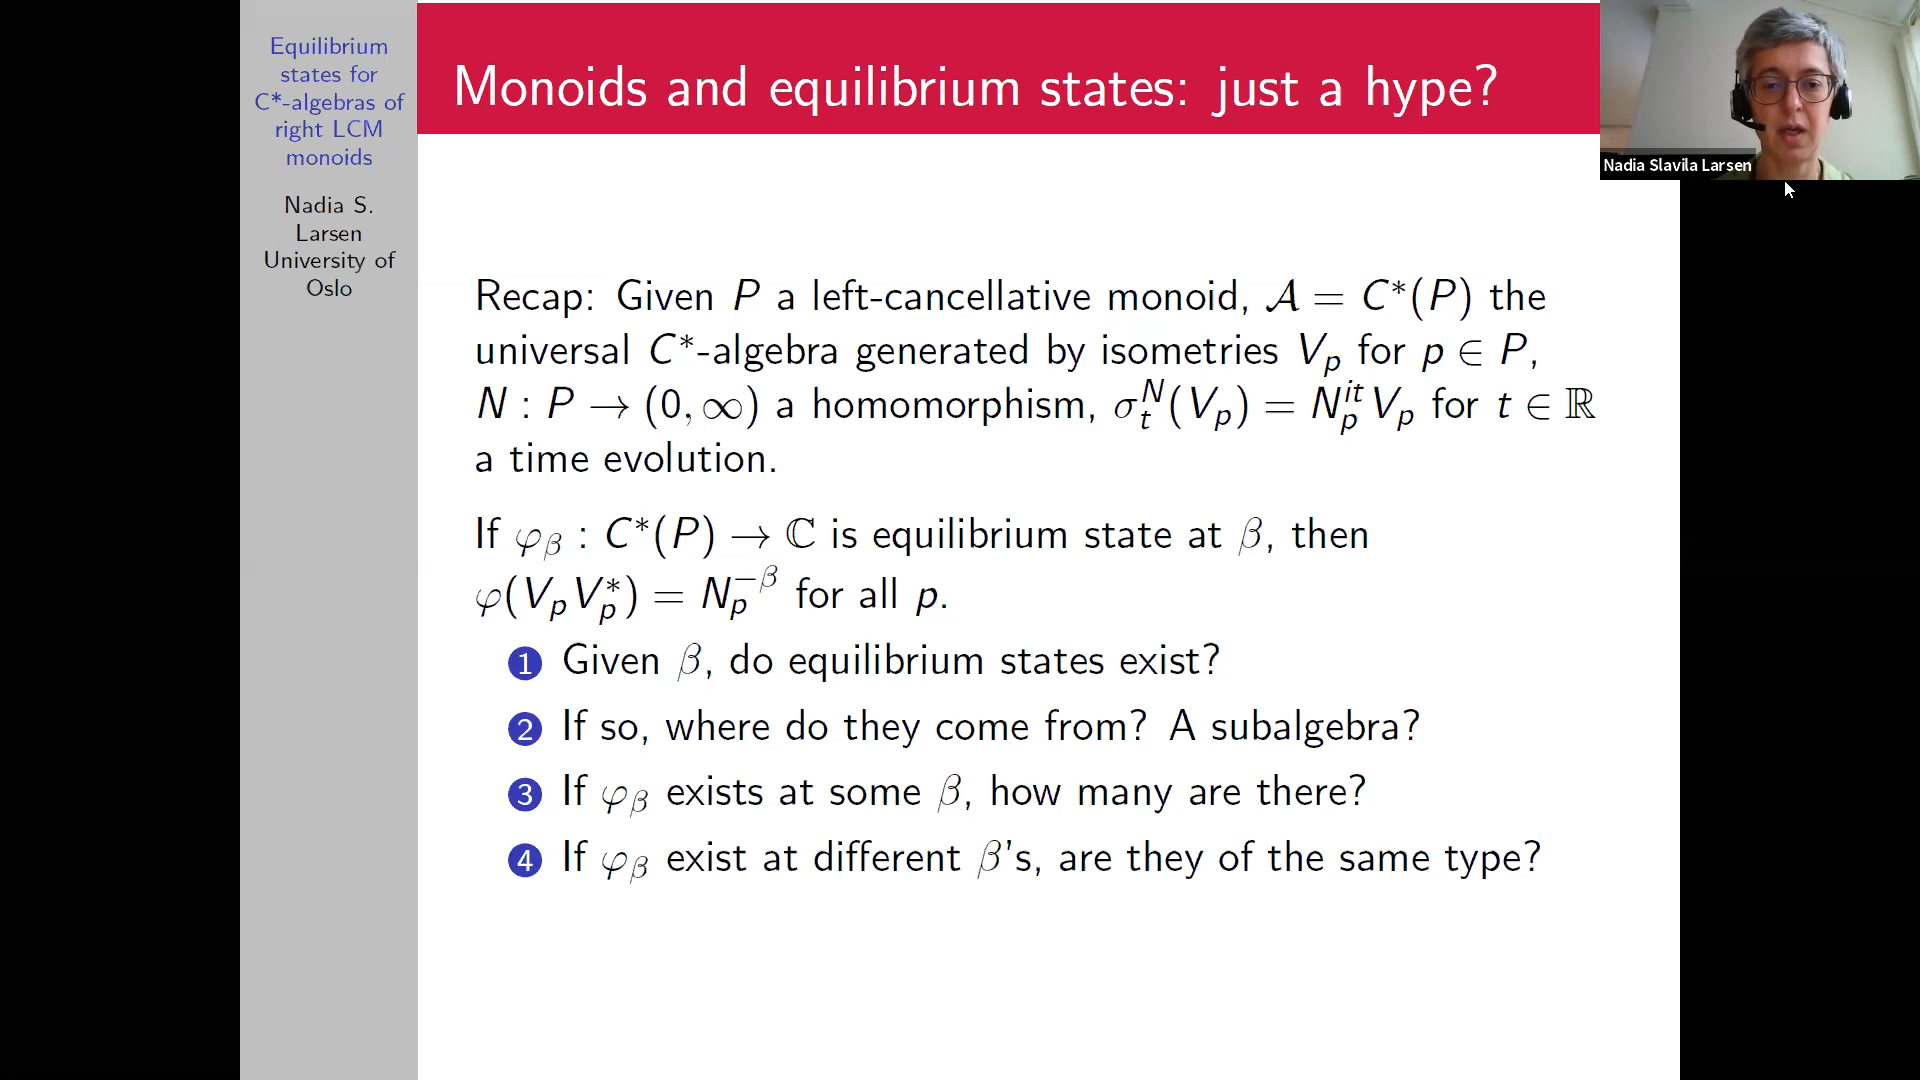 Equilibrium
states for
C*-algebras of
right LCM
monoids
Nadia S.
Larsen
University of
Oslo
Monoids and equilibrium states: just a hype?
Nadia Slavila Larsen
Recap: Given P a left-cancellative monoid, 𝒜 = C*(P) the
universal C*-algebra generated by isometries V_p for p ∈ P,
N : P → (0, ∞) a homomorphism, σ_t^N(V_p) = N_p^{it} V_p for t ∈ ℝ
a time evolution.
If φ_β : C*(P) → ℂ is equilibrium state at β, then
φ(V_p V_p^*) = N_p^{-β} for all p.
1 Given β, do equilibrium states exist?
2 If so, where do they come from? A subalgebra?
3 If φ_β exists at some β, how many are there?
4 If φ_β exist at different β's, are they of the same type?